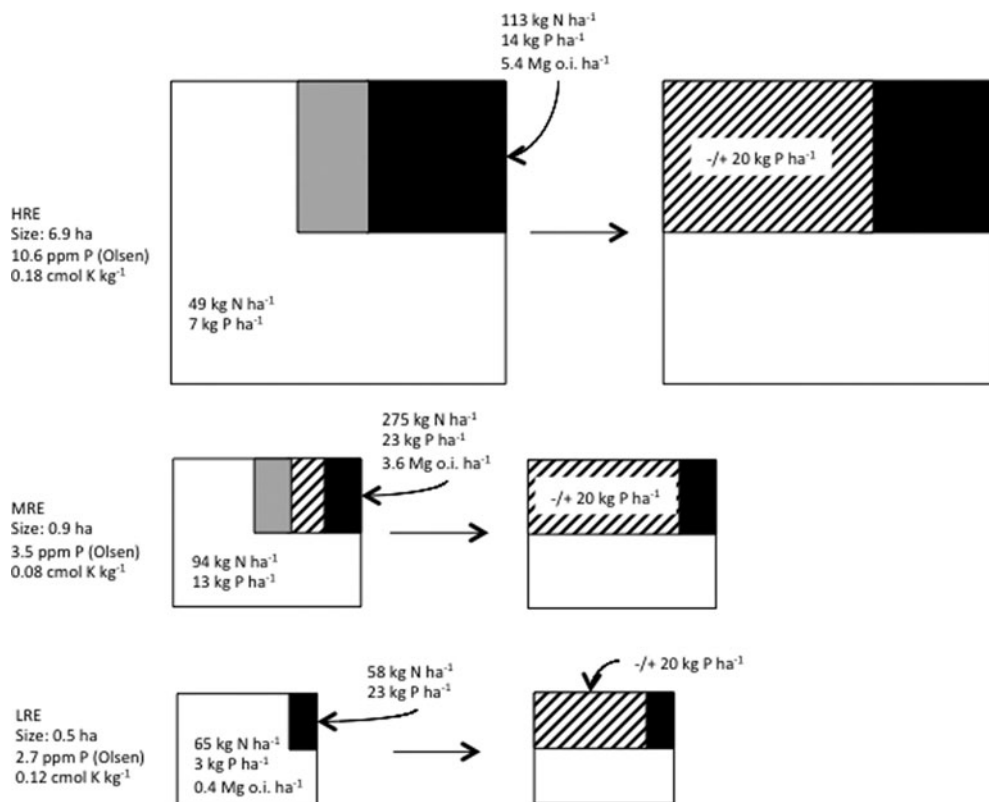 113 kg N ha⁻¹
14 kg P ha⁻¹
5.4 Mg o.i. ha⁻¹
-/+ 20 kg P ha⁻¹
HRE
Size: 6.9 ha
10.6 ppm P (Olsen)
0.18 cmol K kg⁻¹
49 kg N ha⁻¹
7 kg P ha⁻¹
275 kg N ha⁻¹
23 kg P ha⁻¹
3.6 Mg o.i. ha⁻¹
-/+ 20 kg P ha⁻¹
MRE
Size: 0.9 ha
3.5 ppm P (Olsen)
0.08 cmol K kg⁻¹
94 kg N ha⁻¹
13 kg P ha⁻¹
58 kg N ha⁻¹
23 kg P ha⁻¹
-/+ 20 kg P ha⁻¹
LRE
Size: 0.5 ha
2.7 ppm P (Olsen)
0.12 cmol K kg⁻¹
65 kg N ha⁻¹
3 kg P ha⁻¹
0.4 Mg o.i. ha⁻¹